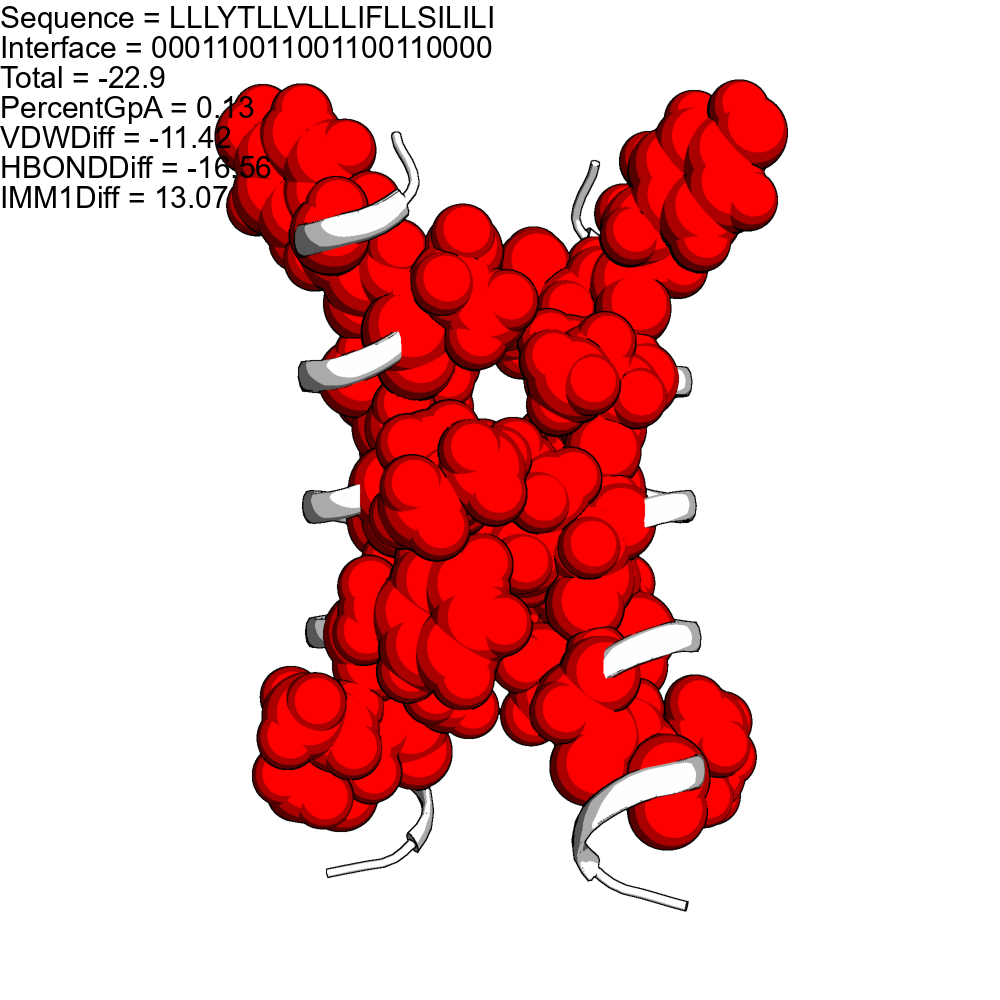 Sequence = LLLYTLLVLLLIFLLSILILI
Interface = 000110011001100110000
Total = -22.9
PercentGpA = 0.13
VDWDiff = -11.42
HBONDDiff = -16.56
IMM1Diff = 13.07